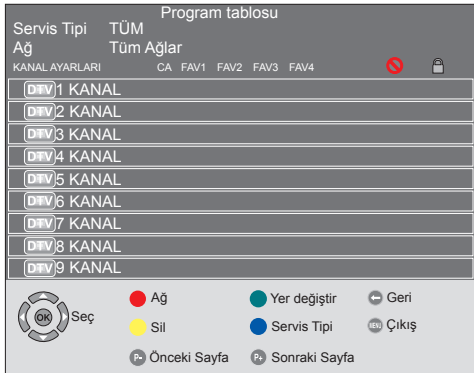 Program tablosu
Servis Tipi TÜM
Ağ Tüm Ağlar
KANAL AYARLARI CA FAV1 FAV2 FAV3 FAV4
DTV 1 KANAL
DTV 2 KANAL
DTV 3 KANAL
DTV 4 KANAL
DTV 5 KANAL
DTV 6 KANAL
DTV 7 KANAL
DTV 8 KANAL
DTV 9 KANAL
OK Seç Ağ Yer değiştir Geri
Sil Servis Tipi MENU Çıkış
P- Önceki Sayfa P+ Sonraki Sayfa